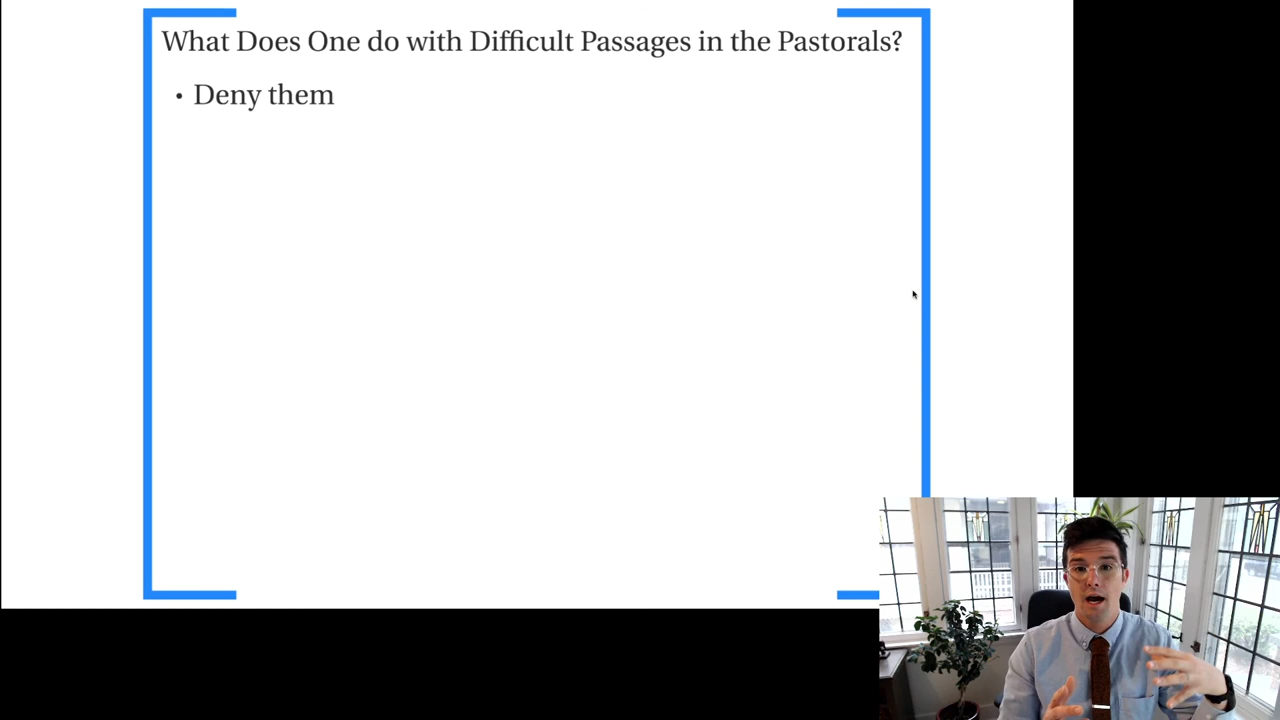 What Does One do with Difficult Passages in the Pastorals?
• Deny them